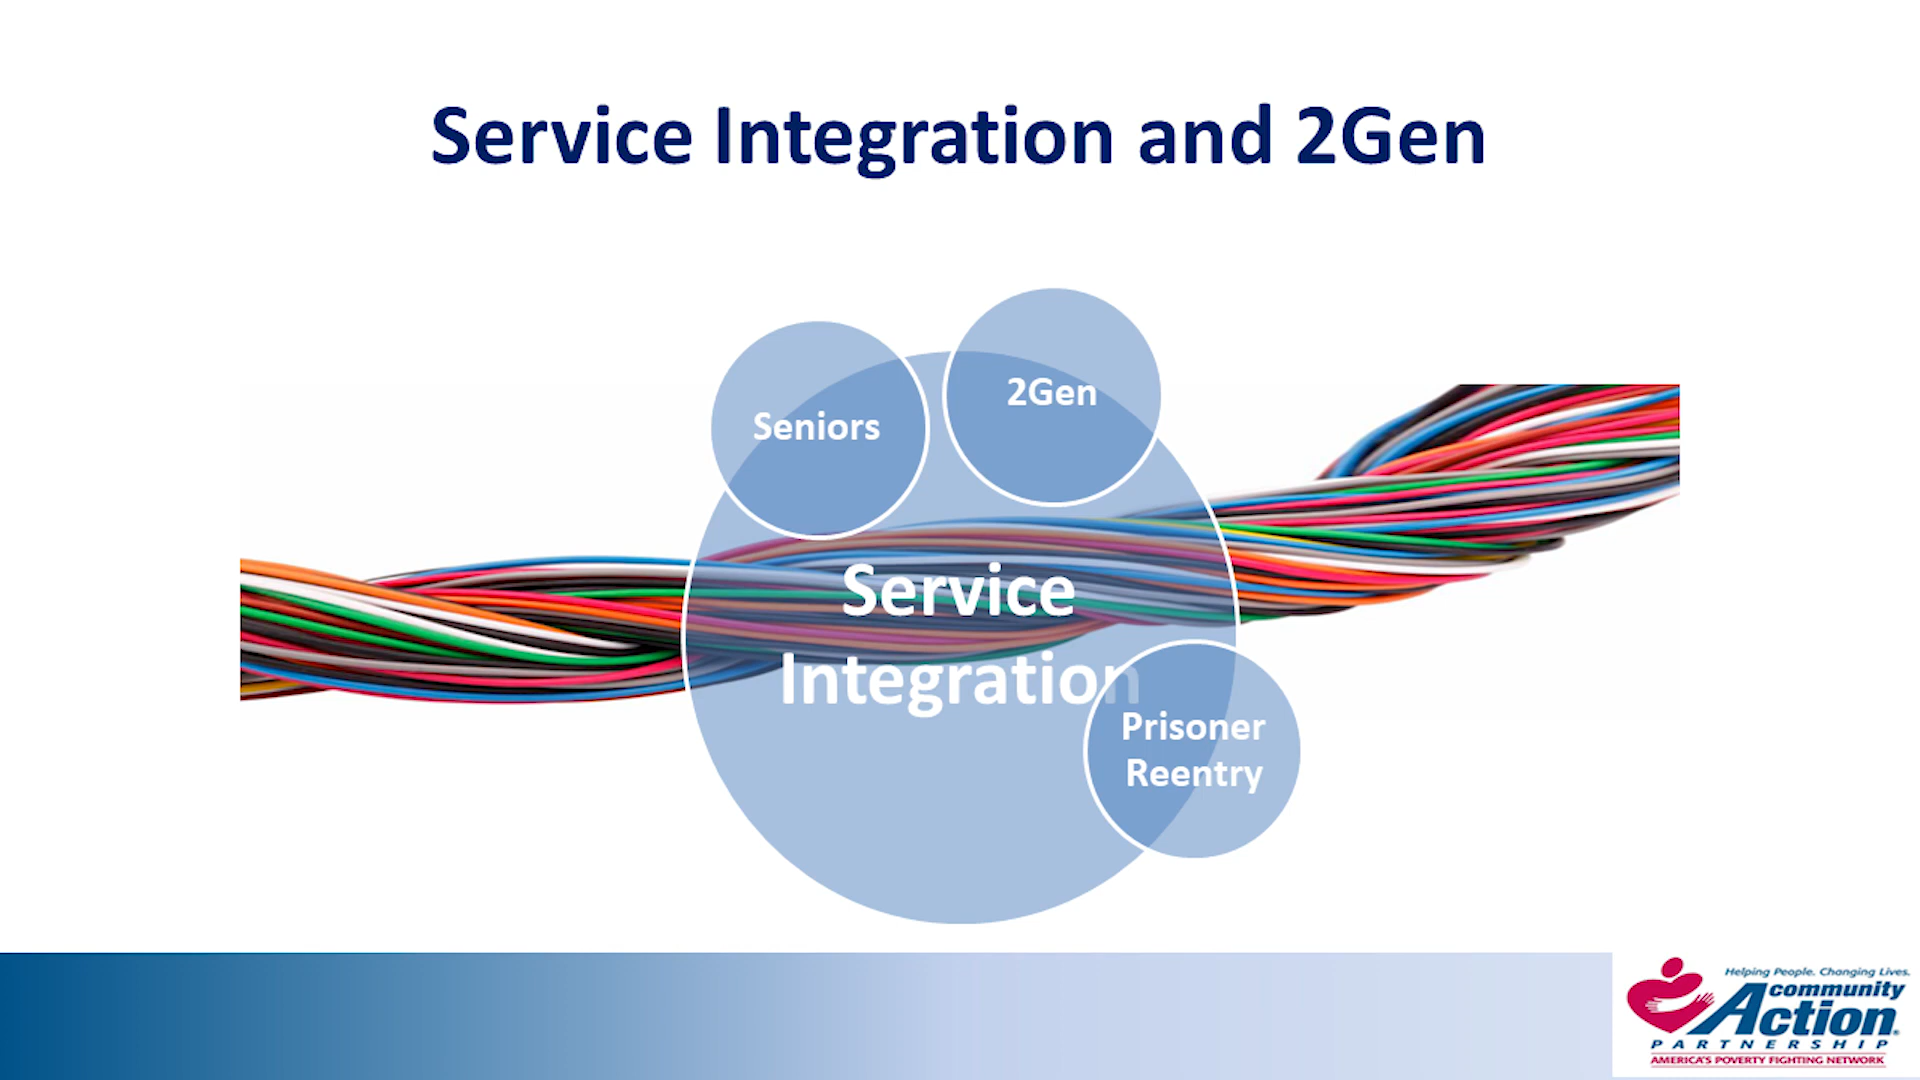 Service Integration and 2Gen
2Gen
Seniors
Service
Integration
Prisoner
Reentry
Helping People. Changing Lives.
community
Action
PARTNERSHIP
AMERICA'S POVERTY FIGHTING NETWORK